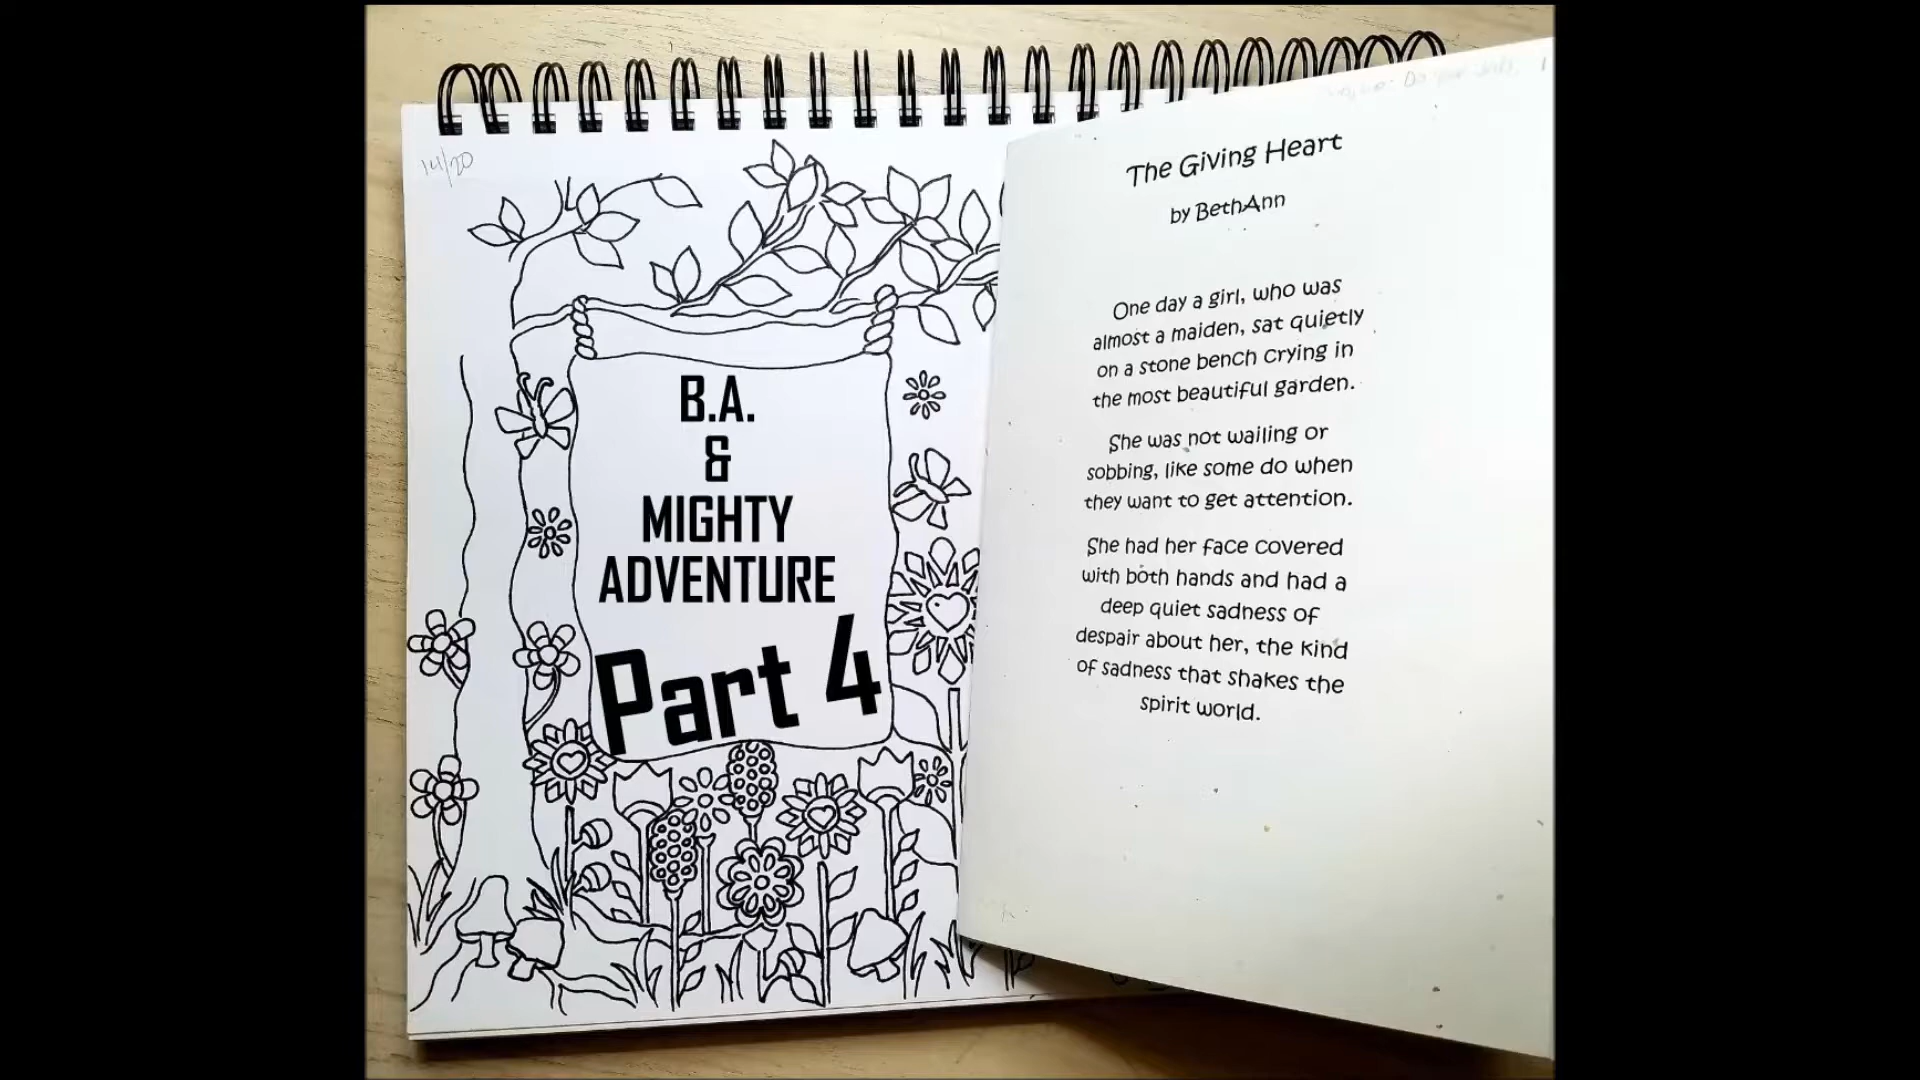 14/20
B.A.
&
MIGHTY
ADVENTURE
Part 4
The Giving Heart
by BethAnn
One day a girl, who was
almost a maiden, sat quietly
on a stone bench crying in
the most beautiful garden.
She was not wailing or
sobbing, like some do when
they want to get attention.
She had her face covered
with both hands and had a
deep quiet sadness of
despair about her, the kind
of sadness that shakes the
spirit world.